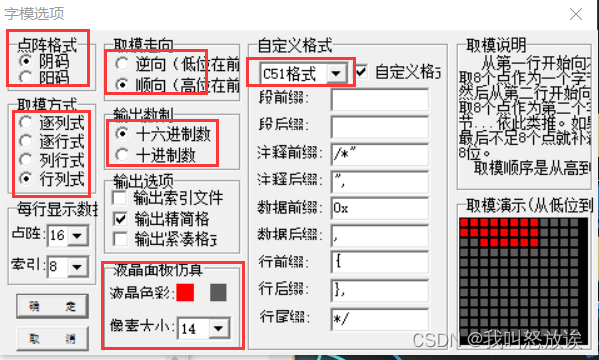 字模选项
点阵格式
阴码
阳码
取模方式
逐列式
逐行式
列行式
行列式
每行显示数据
点阵: 16
索引: 8
确 定
取 消
取模走向
逆向（低位在前
顺向（高位在前
输出数制
十六进制数
十进制数
输出选项
输出索引文件
输出精简格
输出紧凑格式
液晶面板仿真
液晶色彩:
像素大小: 14
自定义格式
C51格式
自定义格式
段前缀:
段后缀:
注释前缀: /*"
注释后缀: ",
数据前缀: 0x
数据后缀: ,
行前缀: {
行后缀: },
行尾缀: */
取模说明
从第一行开始向
取8个点作为一个字
然后从第二行开始向
取8个点作为第二个字
节...依此类推。如果
最后不足8个点就补满
8位。
取模顺序是从高到
取模演示(从低位到
CSDN @我叫怒放诶